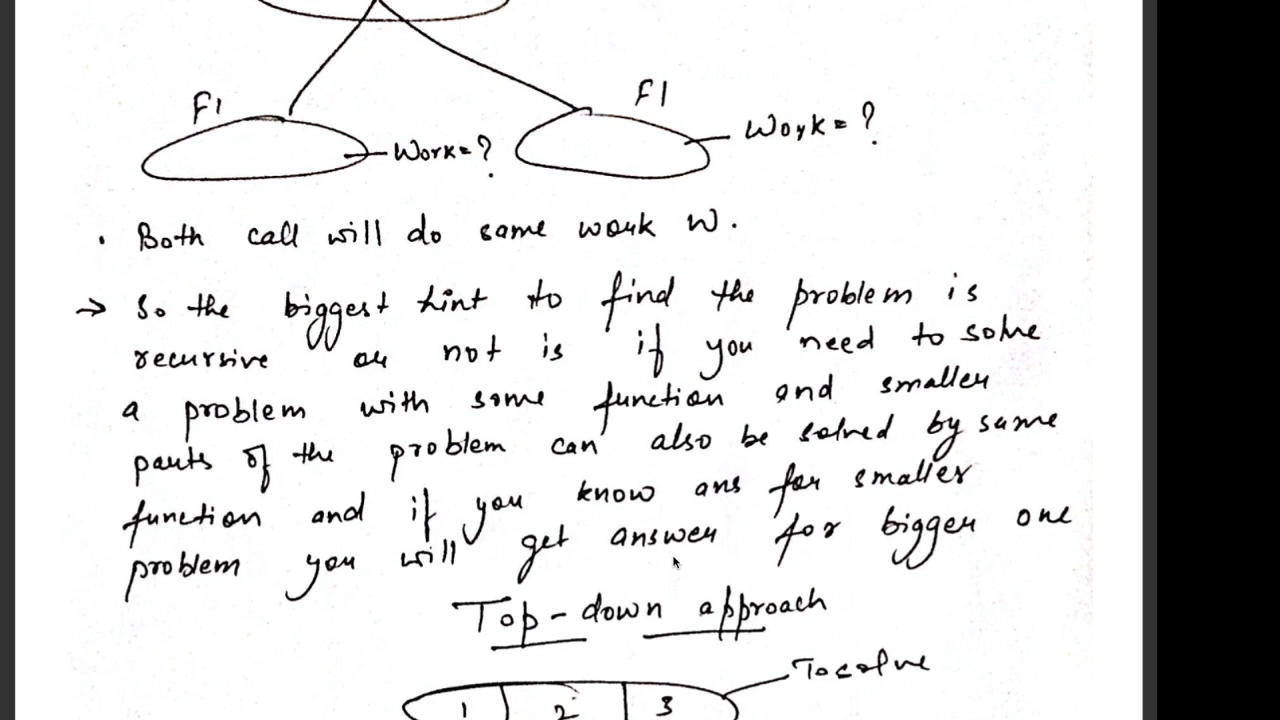 F1
F1
Work = ?
Work = ?
• Both call will do same work W.
→ So the biggest hint to find the problem is
recursive or not is if you need to solve
a problem with some function and smaller
parts of the problem can also be solved by same
function and if you know ans for smaller
problem you will get answer for bigger one
Top-down approach
To solve
1 2 3